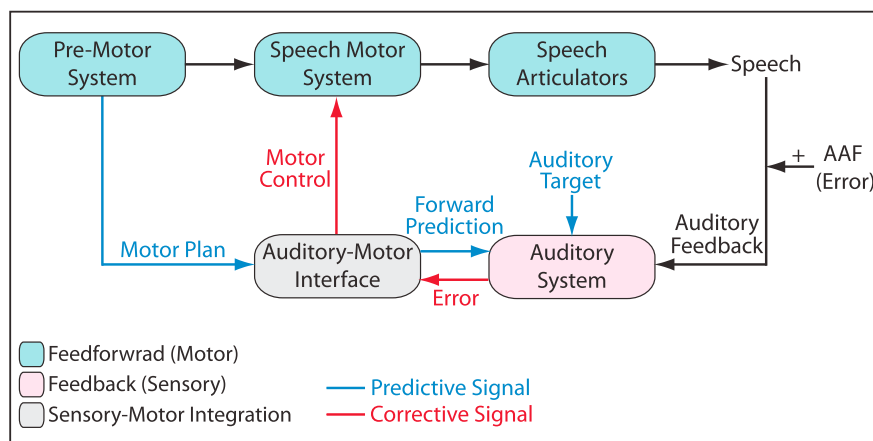 Pre-Motor
System
Speech Motor
System
Speech
Articulators
Speech
+
AAF
(Error)
Motor
Control
Auditory
Target
Forward
Prediction
Auditory
Feedback
Motor Plan
Auditory-Motor
Interface
Auditory
System
Error
Feedforwrad (Motor)
Feedback (Sensory)
Sensory-Motor Integration
Predictive Signal
Corrective Signal